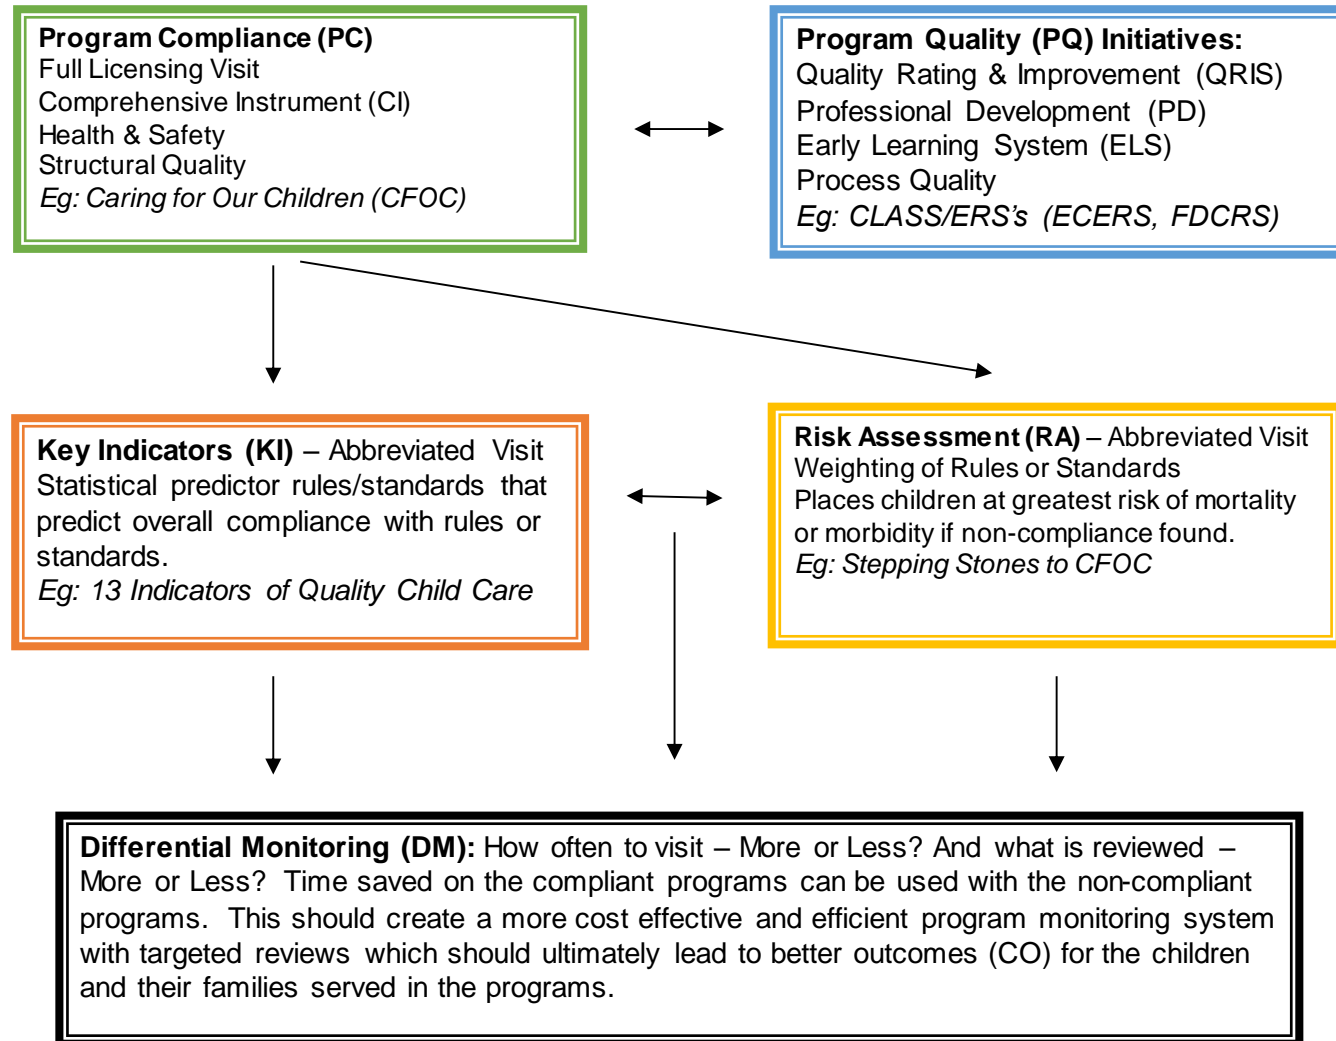 Program Compliance (PC)
Full Licensing Visit
Comprehensive Instrument (CI)
Health & Safety
Structural Quality
Eg: Caring for Our Children (CFOC)
Program Quality (PQ) Initiatives:
Quality Rating & Improvement (QRIS)
Professional Development (PD)
Early Learning System (ELS)
Process Quality
Eg: CLASS/ERS’s (ECERS, FDCRS)
Key Indicators (KI) – Abbreviated Visit
Statistical predictor rules/standards that
predict overall compliance with rules or
standards.
Eg: 13 Indicators of Quality Child Care
Risk Assessment (RA) – Abbreviated Visit
Weighting of Rules or Standards
Places children at greatest risk of mortality
or morbidity if non-compliance found.
Eg: Stepping Stones to CFOC
Differential Monitoring (DM): How often to visit – More or Less? And what is reviewed –
More or Less? Time saved on the compliant programs can be used with the non-compliant
programs. This should create a more cost effective and efficient program monitoring system
with targeted reviews which should ultimately lead to better outcomes (CO) for the children
and their families served in the programs.